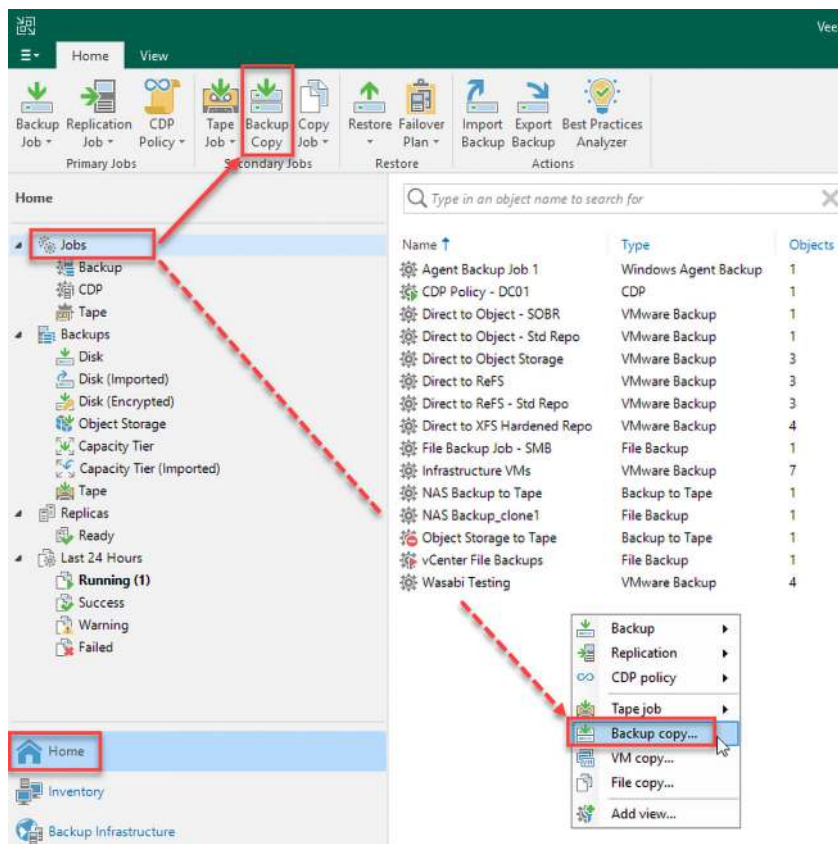 Vee
Home View
Backup Job Replication Job CDP Policy Tape Job Backup Copy Copy Job Restore Failover Plan Import Backup Export Backup Best Practices Analyzer
Primary Jobs Secondary Jobs Restore Actions
Home
Type in an object name to search for
Jobs
Backup
CDP
Tape
Backups
Disk
Disk (Imported)
Disk (Encrypted)
Object Storage
Capacity Tier
Capacity Tier (Imported)
Tape
Replicas
Ready
Last 24 Hours
Running (1)
Success
Warning
Failed
Name Type Objects
Agent Backup Job 1 Windows Agent Backup 1
CDP Policy - DC01 CDP 1
Direct to Object - SOBR VMware Backup 1
Direct to Object - Std Repo VMware Backup 1
Direct to Object Storage VMware Backup 3
Direct to ReFS VMware Backup 3
Direct to ReFS - Std Repo VMware Backup 3
Direct to XFS Hardened Repo VMware Backup 4
File Backup Job - SMB File Backup 1
Infrastructure VMs VMware Backup 7
NAS Backup to Tape Backup to Tape 1
NAS Backup_clone1 File Backup 1
Object Storage to Tape Backup to Tape 1
vCenter File Backups File Backup 1
Wasabi Testing VMware Backup 4
Backup
Replication
CDP policy
Tape job
Backup copy...
VM copy...
File copy...
Add view...
Home
Inventory
Backup Infrastructure